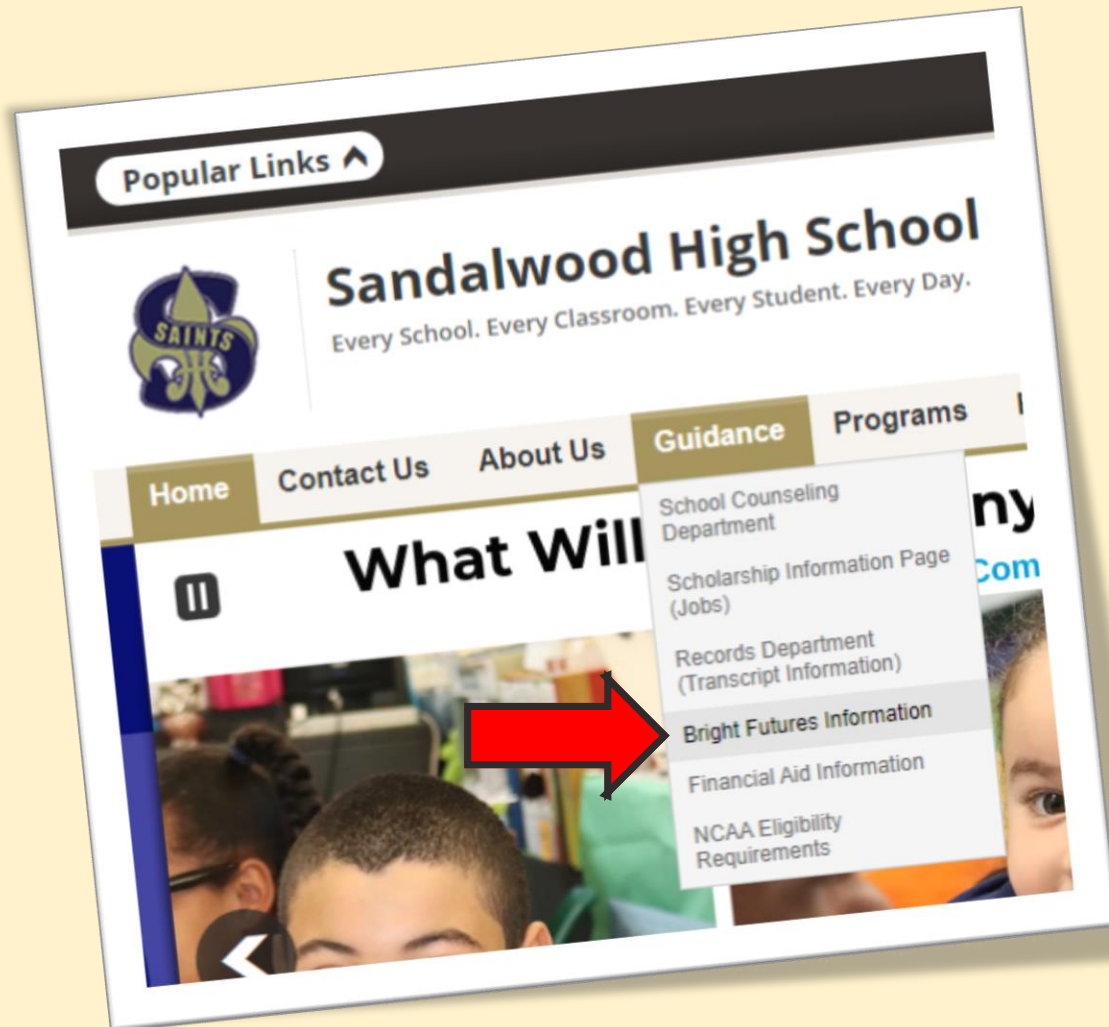 Popular Links
SAINTS
Sandalwood High School
Every School. Every Classroom. Every Student. Every Day.
Home Contact Us About Us Guidance Programs
School Counseling
Department
What Will
Scholarship Information Page
(Jobs)
Records Department
(Transcript Information)
Bright Futures Information
Financial Aid Information
NCAA Eligibility
Requirements